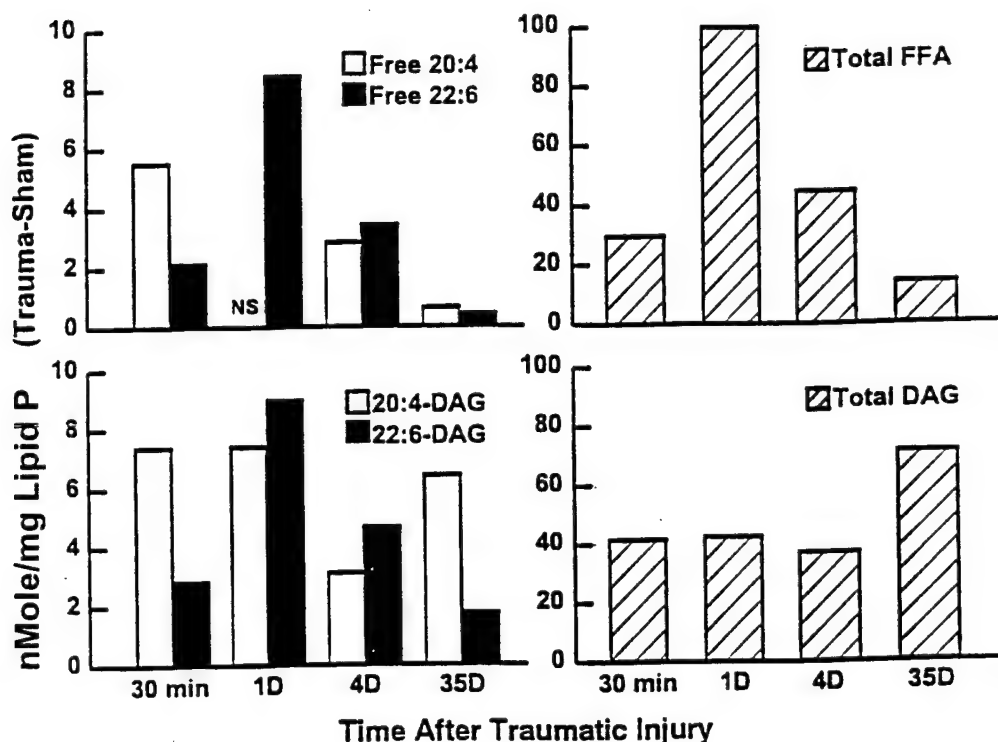 10
8
6
4
2
0
Free 20:4
Free 22:6
NS
100
80
60
40
20
0
Total FFA
(Trauma-Sham)
nMole/mg Lipid P
10
8
6
4
2
0
20:4-DAG
22:6-DAG
30 min 1D 4D 35D
100
80
60
40
20
0
Total DAG
30 min 1D 4D 35D
Time After Traumatic Injury